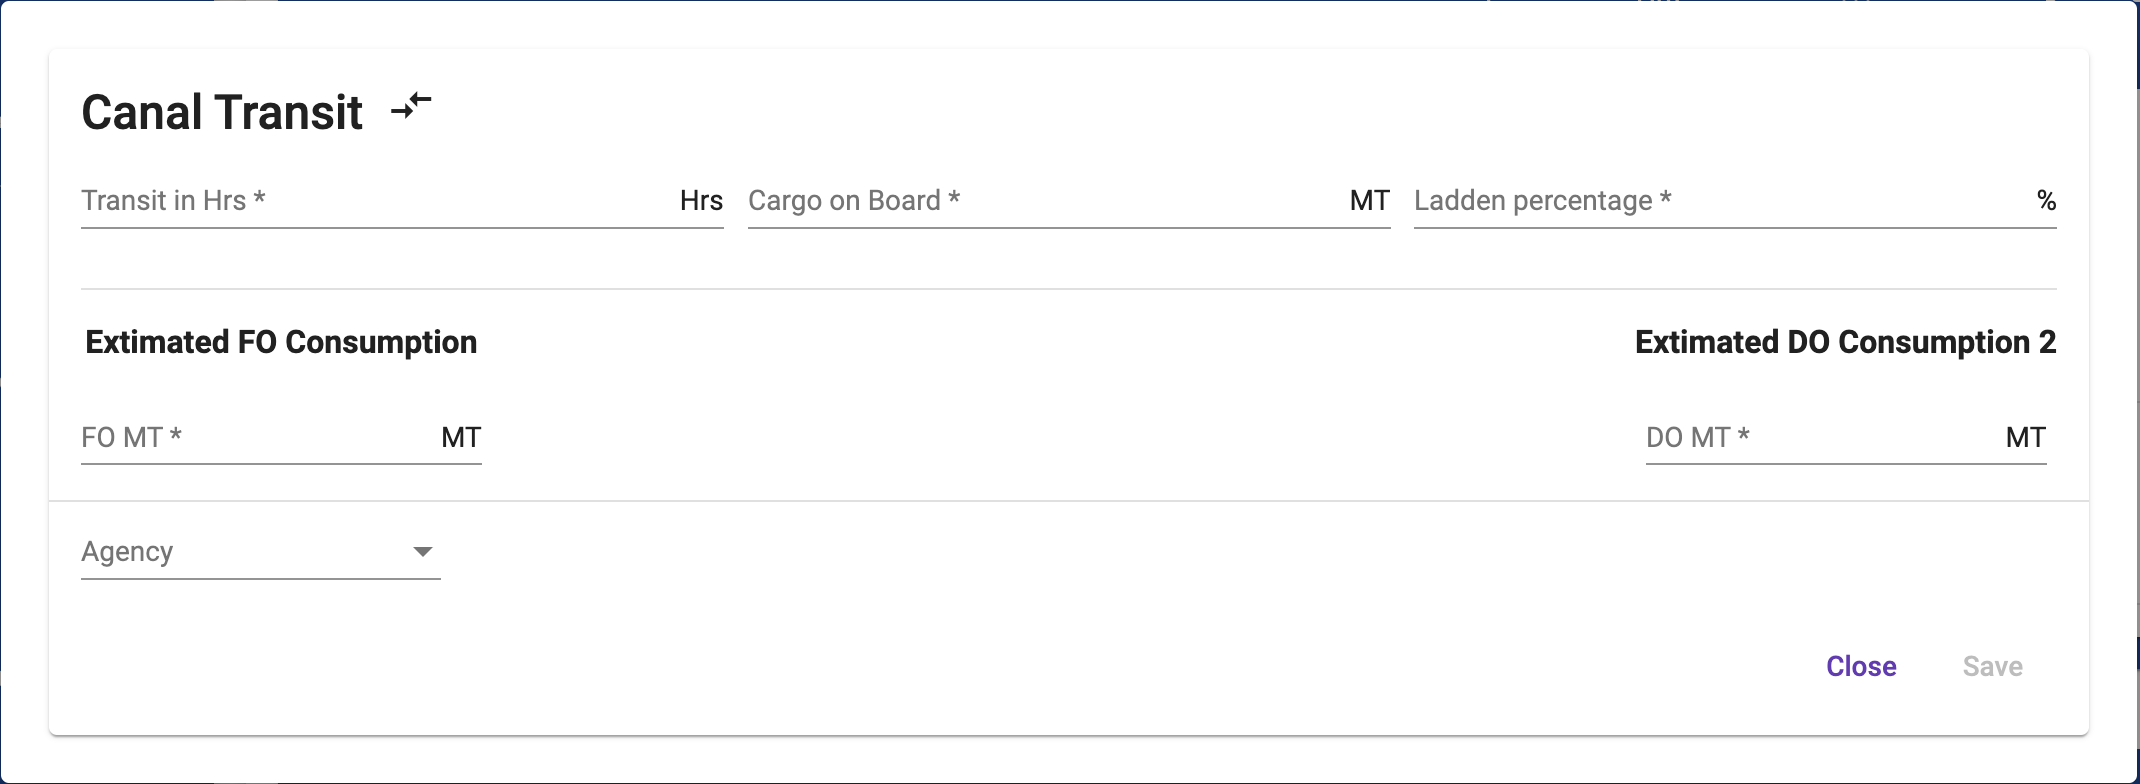 Canal Transit
Transit in Hrs * Hrs Cargo on Board * MT Ladden percentage * %
Extimated FO Consumption Extimated DO Consumption 2
FO MT * MT DO MT * MT
Agency
Close Save